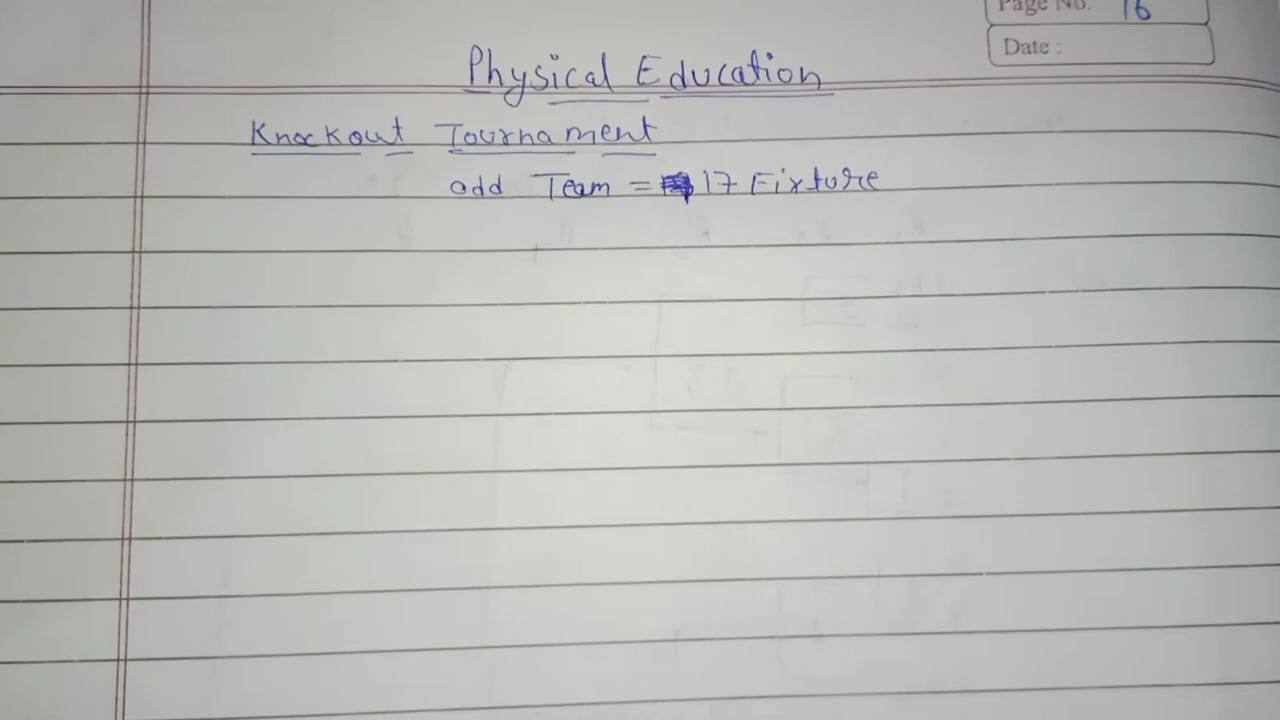 Page No. 16
Date :
Physical Education
Knockout Tournament
odd Team = 17 Fixture